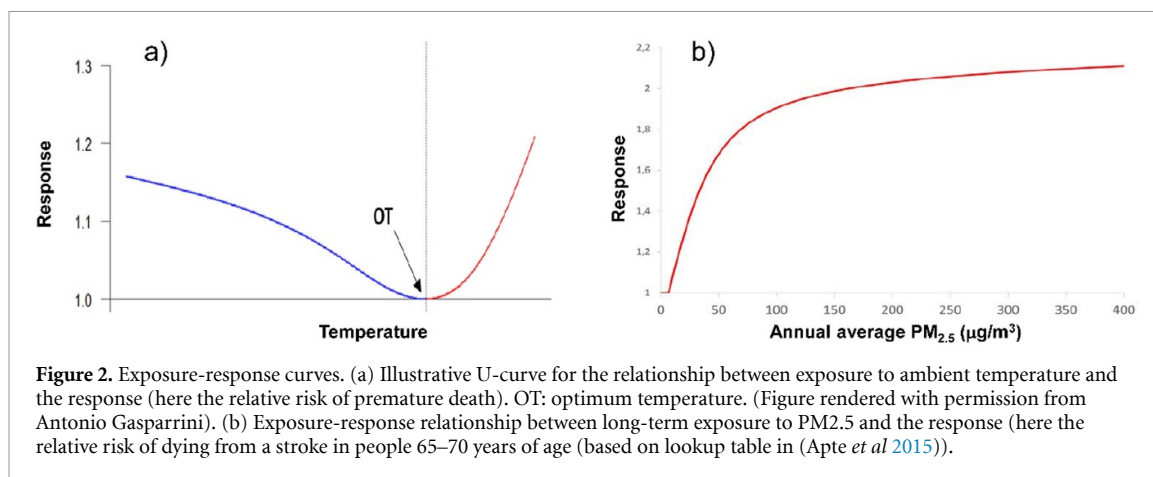 a)
1.3
1.2
1.1
1.0
Response
OT
Temperature
b)
2,2
2
1,8
1,6
1,4
1,2
1
Response
0 50 100 150 200 250 300 350 400
Annual average PM2.5 (μg/m³)
Figure 2. Exposure-response curves. (a) Illustrative U-curve for the relationship between exposure to ambient temperature and
the response (here the relative risk of premature death). OT: optimum temperature. (Figure rendered with permission from
Antonio Gasparrini). (b) Exposure-response relationship between long-term exposure to PM2.5 and the response (here the
relative risk of dying from a stroke in people 65–70 years of age (based on lookup table in (Apte et al 2015)).